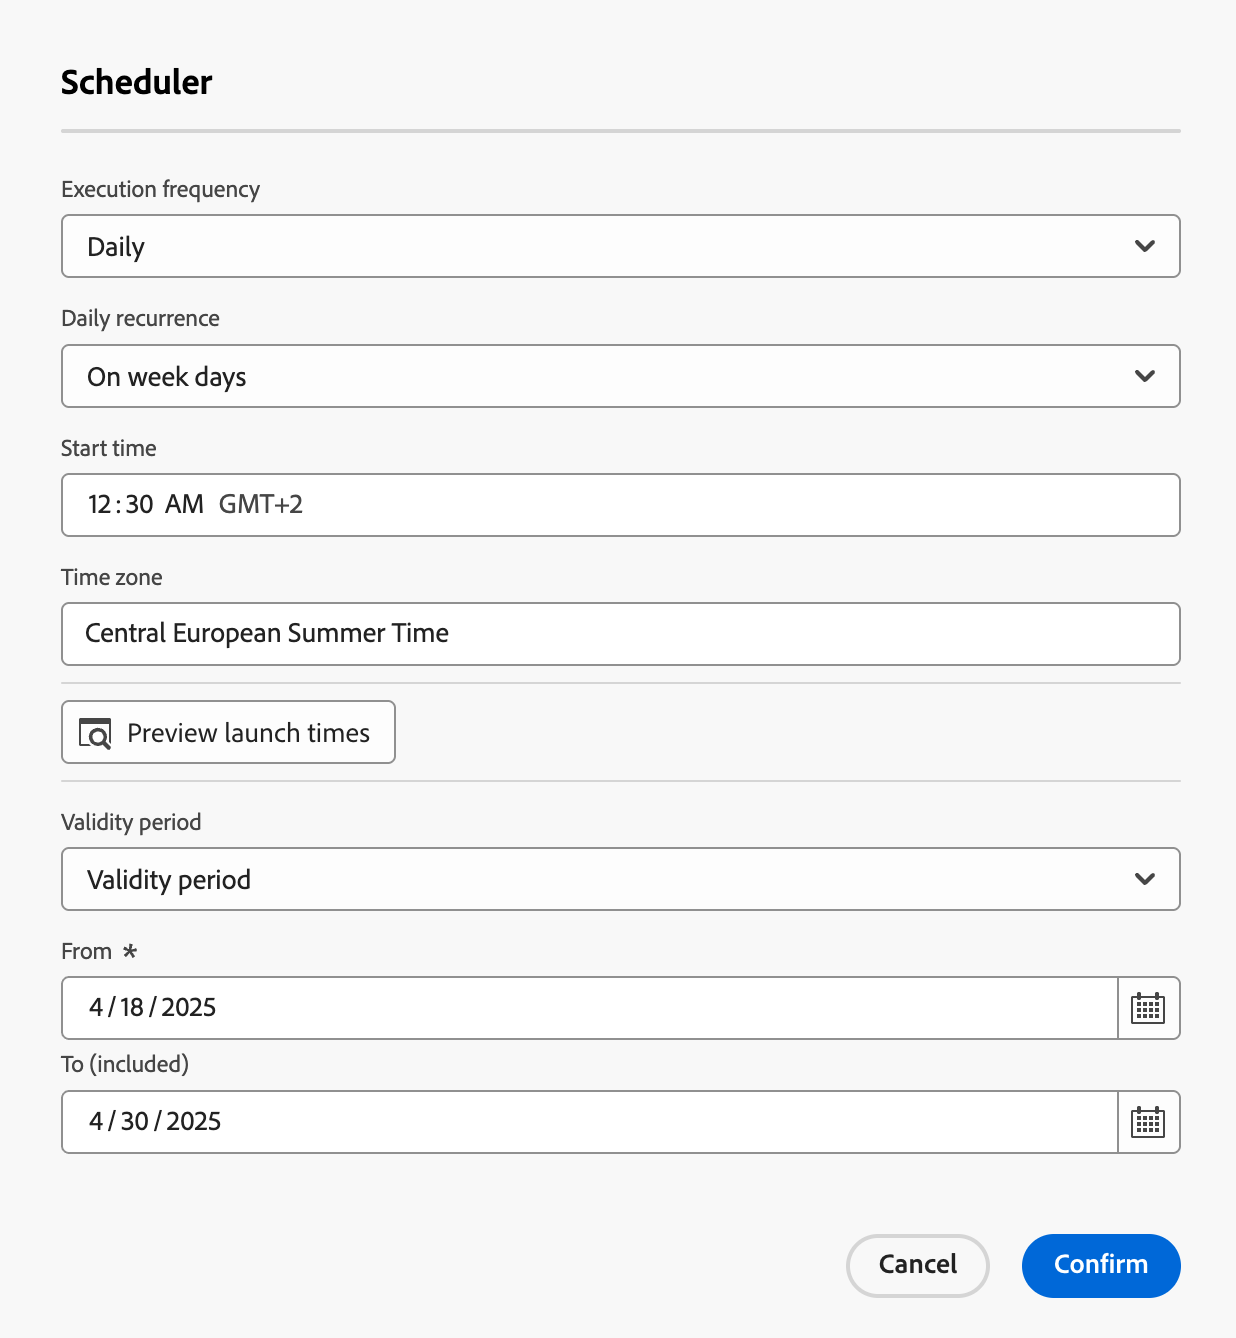 Scheduler
Execution frequency
Daily
Daily recurrence
On week days
Start time
12:30 AM GMT+2
Time zone
Central European Summer Time
Preview launch times
Validity period
Validity period
From *
4/18/2025
To (included)
4/30/2025
Cancel Confirm